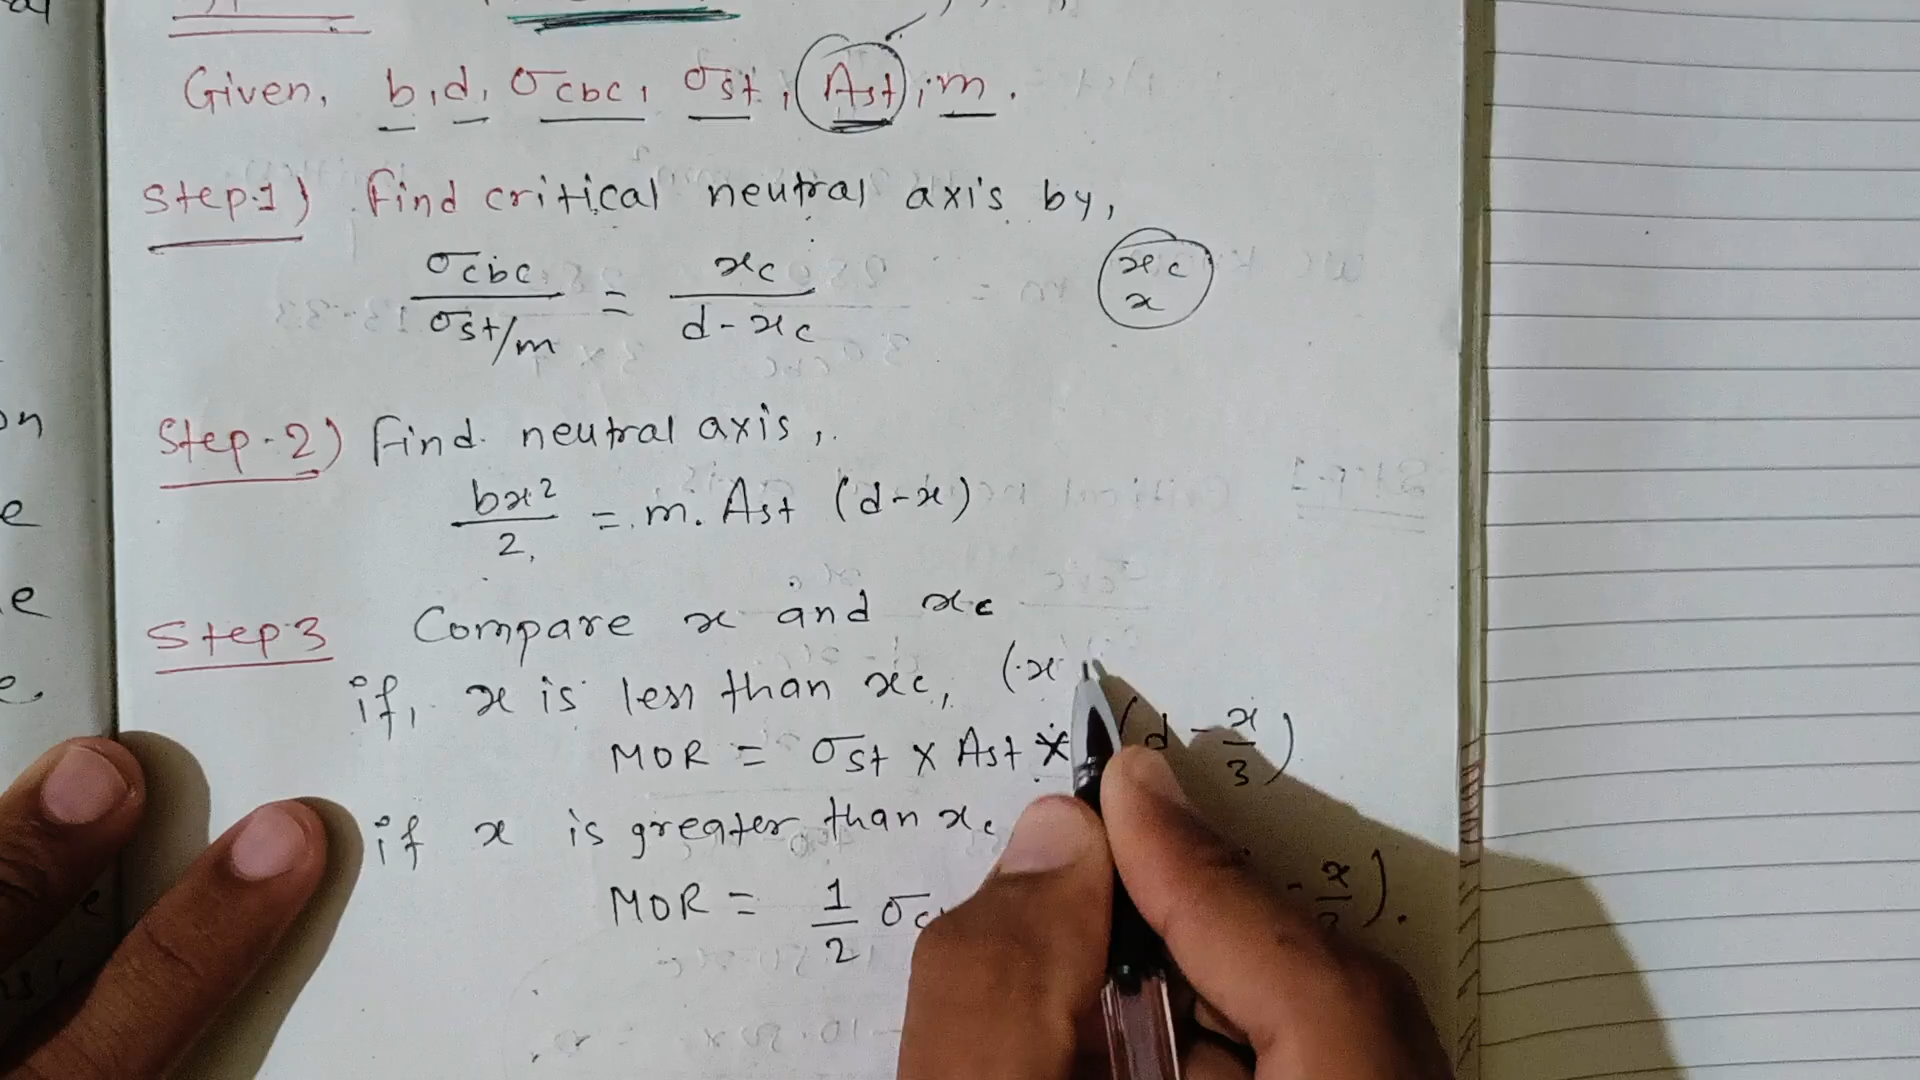 Given, b, d, σcbc, σst, Ast, m.
Step-1) Find critical neutral axis by,
σcbc / σst/m = xc / d-xc
xc
x
Step-2) Find neutral axis,
bx² / 2 = m. Ast (d-x)
Step-3 Compare x and xc
if, x is less than xc, (x
MOR = σst x Ast x (d - x/3)
if x is greater than xc
MOR = 1/2 σc